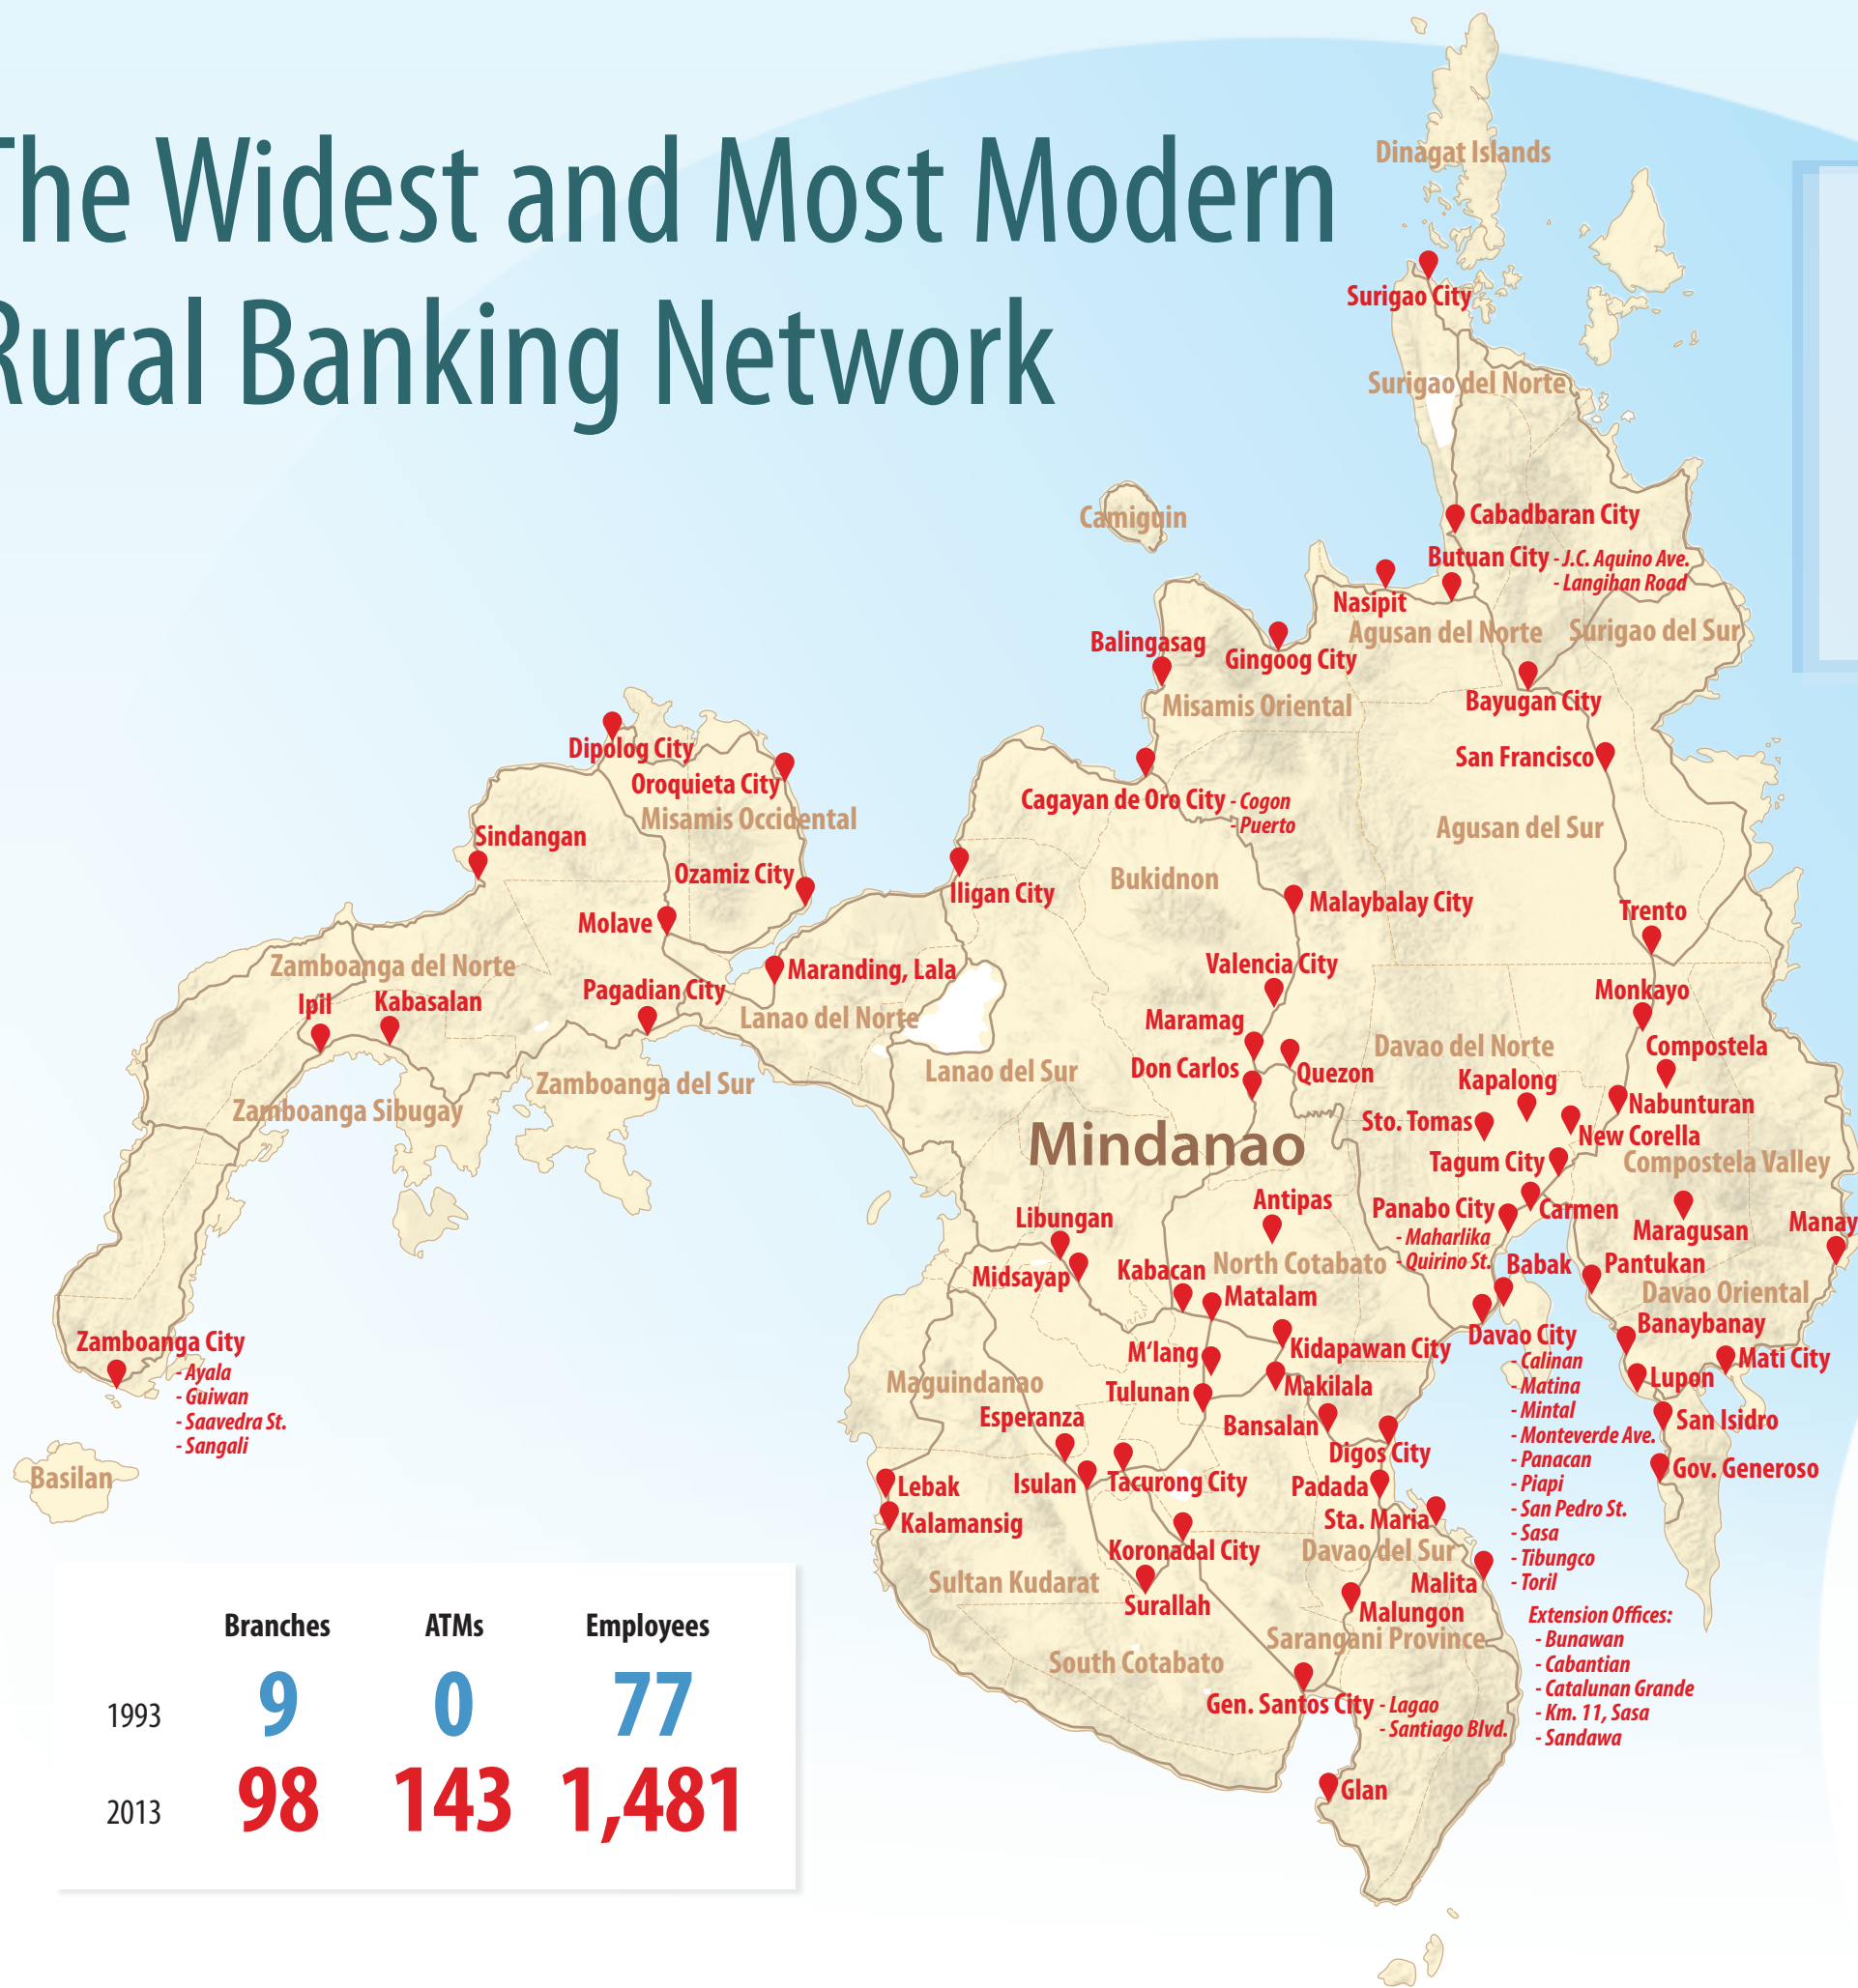 The Widest and Most Modern
Rural Banking Network
Dinagat Islands
Surigao City
Surigao del Norte
Camiguin
Cabadbaran City
Butuan City - J.C. Aquino Ave.
- Langihan Road
Nasipit
Agusan del Norte
Surigao del Sur
Balingasag
Gingoog City
Misamis Oriental
Bayugan City
San Francisco
Dipolog City
Oroquieta City
Misamis Occidental
Cagayan de Oro City - Cogon
- Puerto
Agusan del Sur
Sindangan
Ozamiz City
Iligan City
Bukidnon
Malaybalay City
Trento
Molave
Zamboanga del Norte
Maranding, Lala
Valencia City
Ipil
Kabasalan
Pagadian City
Lanao del Norte
Monkayo
Maramag
Davao del Norte
Compostela
Zamboanga del Sur
Lanao del Sur
Don Carlos
Quezon
Kapalong
Zamboanga Sibugay
Nabunturan
Sto. Tomas
New Corella
Mindanao
Tagum City
Compostela Valley
Antipas
Panabo City
- Maharlika
- Quirino St.
Carmen
Maragusan
Manay
Libungan
Midsayap
Kabacan
North Cotabato
Babak
Pantukan
Matalam
Davao Oriental
Banaybanay
Zamboanga City
- Ayala
- Guiwan
- Saavedra St.
- Sangali
M‘lang
Kidapawan City
Davao City
- Calinan
- Matina
- Mintal
- Monteverde Ave.
- Panacan
- Piapi
- San Pedro St.
- Sasa
- Tibungco
- Toril
Extension Offices:
- Bunawan
- Cabantian
- Catalunan Grande
- Km. 11, Sasa
- Sandawa
Mati City
Lupon
Maguindanao
Tulunan
Makilala
Esperanza
Bansalan
San Isidro
Digos City
Gov. Generoso
Basilan
Lebak
Isulan
Tacurong City
Padada
Kalamansig
Sta. Maria
Koronadal City
Davao del Sur
Sultan Kudarat
Malita
Surallah
Malungon
Sarangani Province
South Cotabato
Gen. Santos City - Lagao
- Santiago Blvd.
Glan
Branches ATMs Employees
1993 9 0 77
2013 98 143 1,481